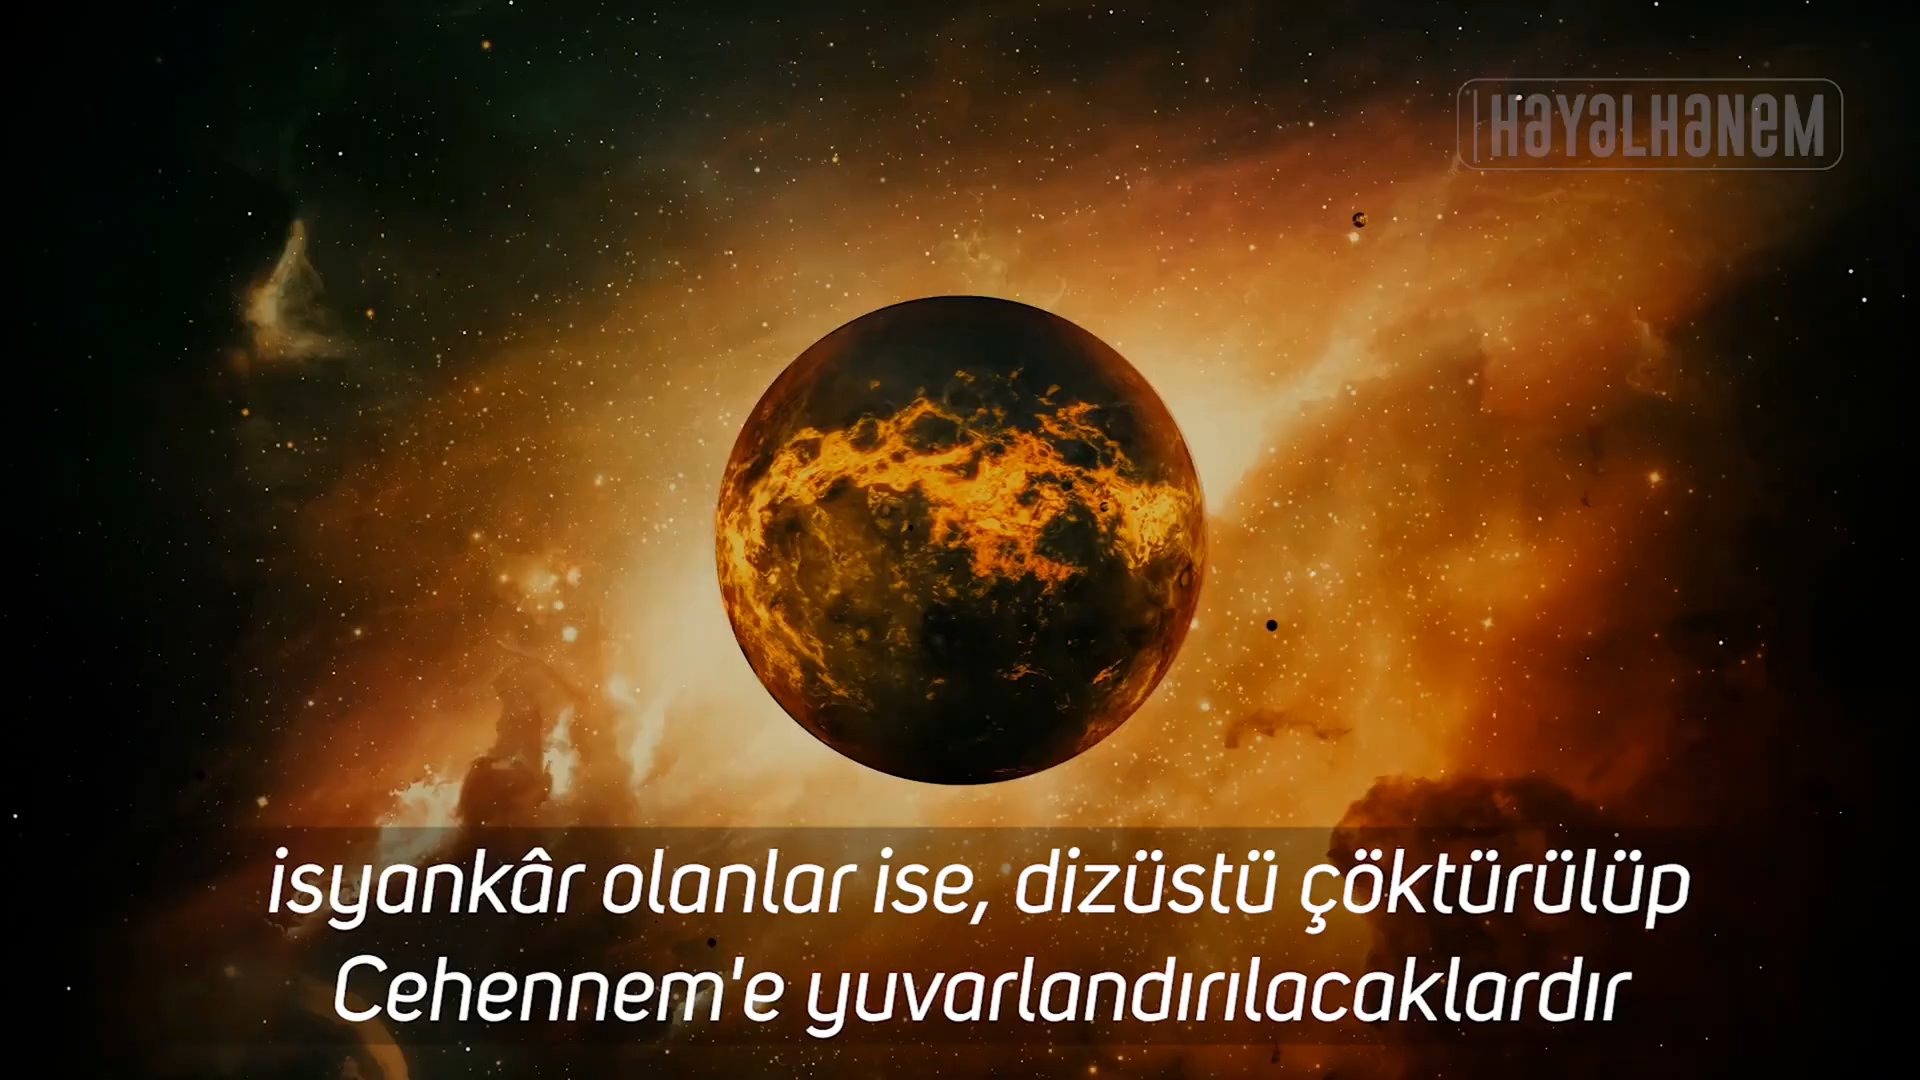 HAYALHANEM
isyankâr olanlar ise, dizüstü çöktürülüp
Cehennem'e yuvarlandırılacaklardır